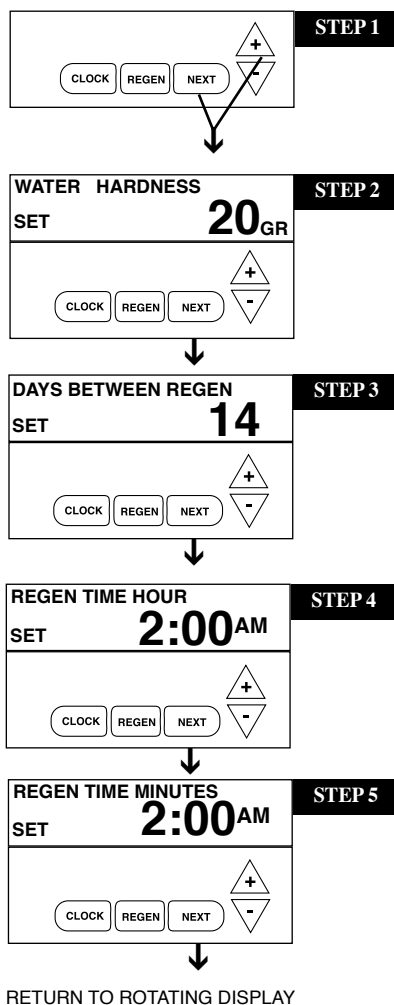 STEP 1
+
CLOCK REGEN NEXT -
WATER HARDNESS STEP 2
SET 20GR
+
CLOCK REGEN NEXT -
DAYS BETWEEN REGEN STEP 3
SET 14
+
CLOCK REGEN NEXT -
REGEN TIME HOUR STEP 4
SET 2:00AM
+
CLOCK REGEN NEXT -
REGEN TIME MINUTES STEP 5
SET 2:00AM
+
CLOCK REGEN NEXT -
RETURN TO ROTATING DISPLAY